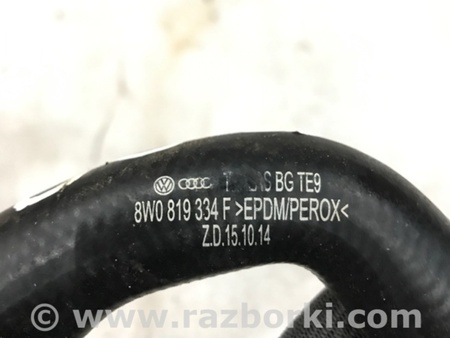 BG TE9
8W0 819 334 F >EPDM/PEROX<
Z.D.15.10.14
© www.razborki.com